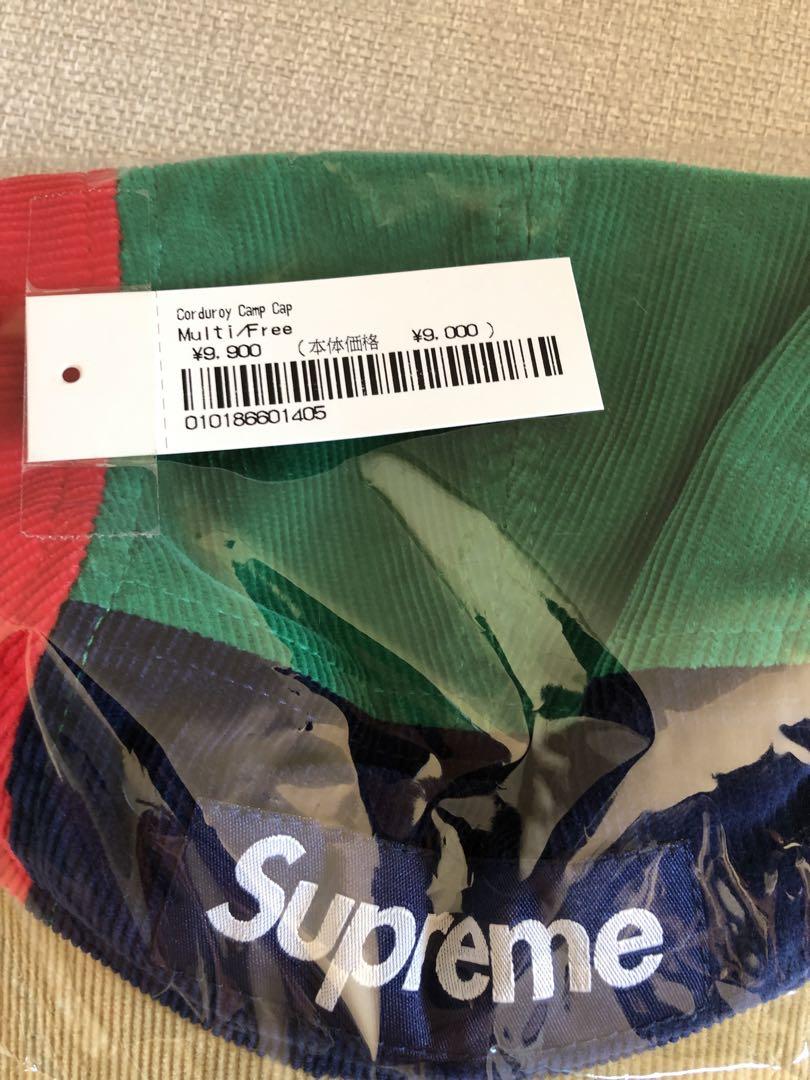 Corduroy Camp Cap
Multi/Free
¥9.900 (本体価格 ¥9.000 )
010186601405
Supreme